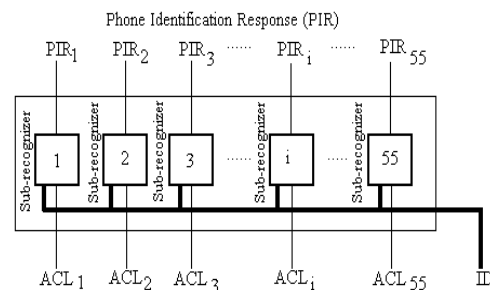 Phone Identification Response (PIR)
PIR1 PIR2 PIR3 ...... PIRi ...... PIR55
Sub-recognizer Sub-recognizer Sub-recognizer Sub-recognizer Sub-recognizer
1 2 3 ...... i ..... 55
ACL1 ACL2 ACL3 ACLi ACL55 ID